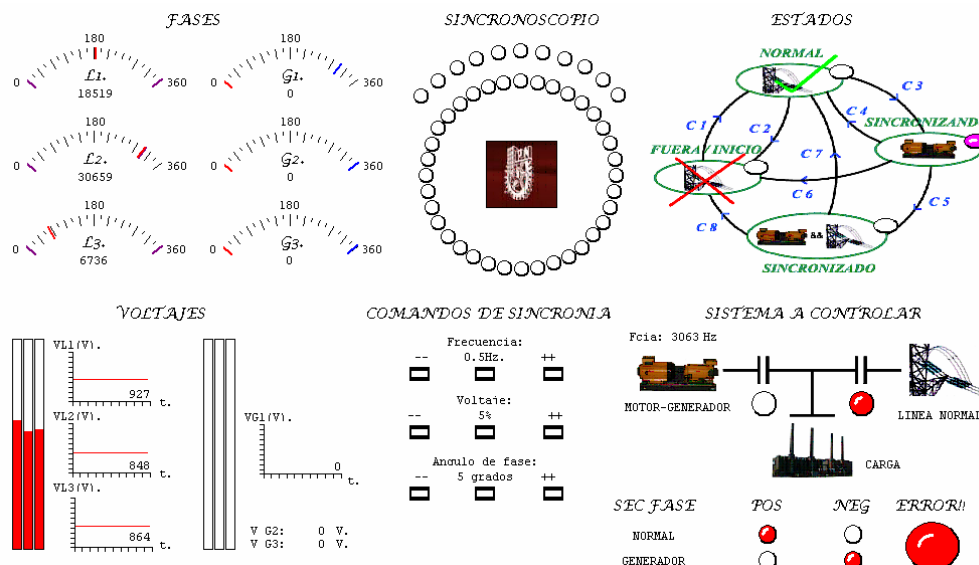 FASES
180
0 360
L1.
18519
180
0 360
G1.
0
180
0 360
L2.
30659
180
0 360
G2.
0
180
0 360
L3.
6736
180
0 360
G3.
0
SINCRONOSCOPIO
ESTADOS
NORMAL
C 3
C 1 C 2 C 4
SINCRONIZAND
FUERA/ INICIO
C 7
C 6
C 8 C 5
&&
SINCRONIZADO
VOLTAJES
VL1(V).
927
t.
VL2(V).
848
t.
VL3(V).
864
t.
VG1(V).
0
t.
V G2: 0 V.
V G3: 0 V.
COMANDOS DE SINCRONIA
Frecuencia:
-- 0.5Hz. ++
Voltaje:
-- 5% ++
Angulo de fase:
-- 5 grados ++
SISTEMA A CONTROLAR
Fcia: 3063 Hz
MOTOR-GENERADOR
LINEA NORMAL
CARGA
SEC FASE POS NEG ERROR!!
NORMAL
GENERADOR